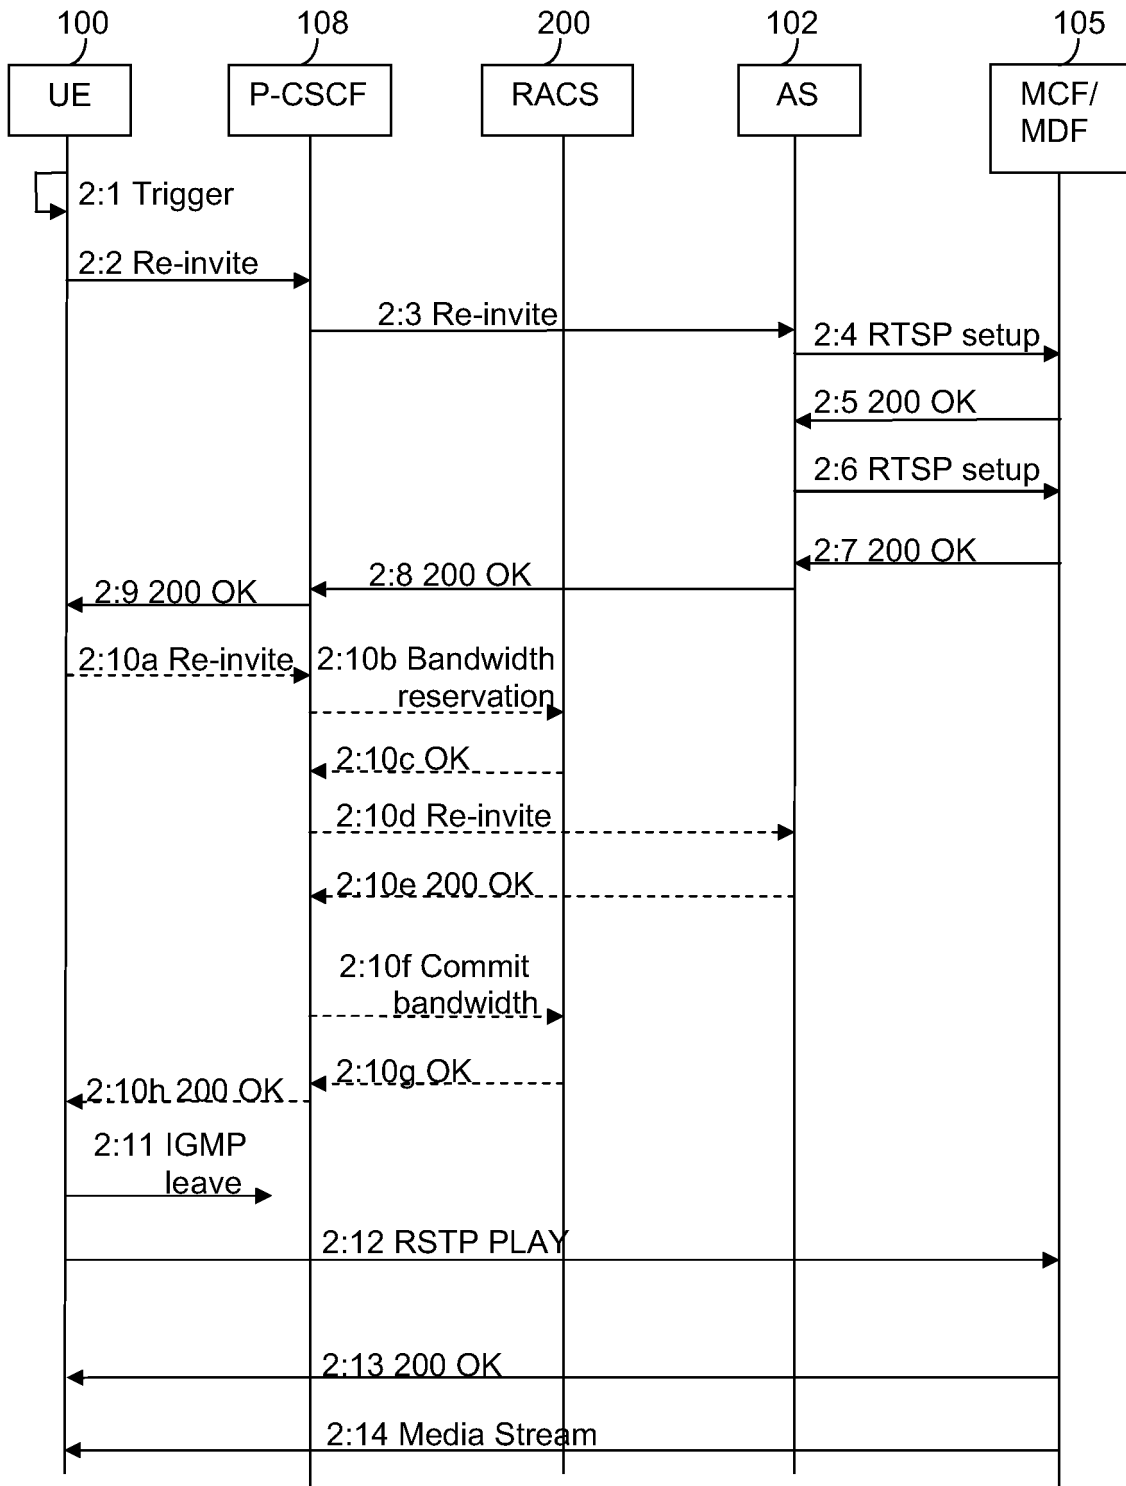 100 108 200 102 105
UE P-CSCF RACS AS MCF/
MDF
2:1 Trigger
2:2 Re-invite
2:3 Re-invite
2:4 RTSP setup
2:5 200 OK
2:6 RTSP setup
2:7 200 OK
2:8 200 OK
2:9 200 OK
2:10a Re-invite
2:10b Bandwidth
reservation
2:10c OK
2:10d Re-invite
2:10e 200 OK
2:10f Commit
bandwidth
2:10g OK
2:10h 200 OK
2:11 IGMP
leave
2:12 RSTP PLAY
2:13 200 OK
2:14 Media Stream